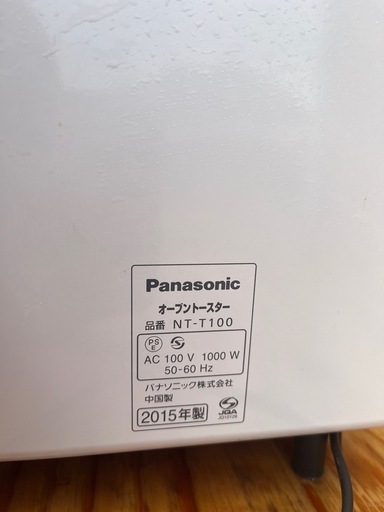 Panasonic
オーブントースター
品番 NT-T100
PS E
AC 100 V 1000 W
50-60 Hz
パナソニック株式会社
中国製
2015年製
JQA